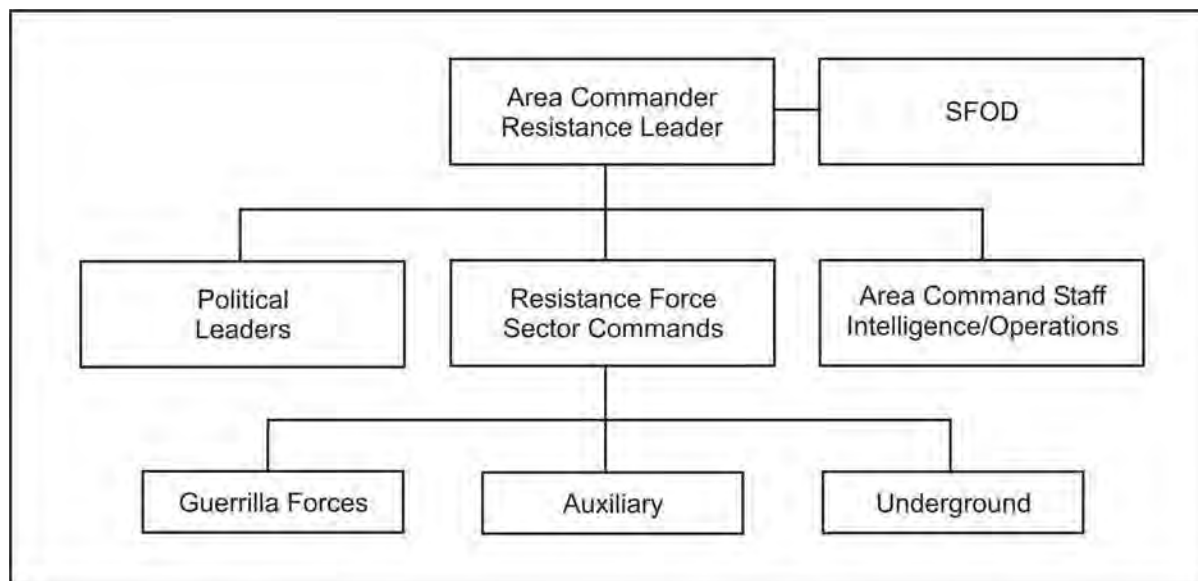 Area Commander
Resistance Leader
SFOD
Political
Leaders
Resistance Force
Sector Commands
Area Command Staff
Intelligence/Operations
Guerrilla Forces
Auxiliary
Underground